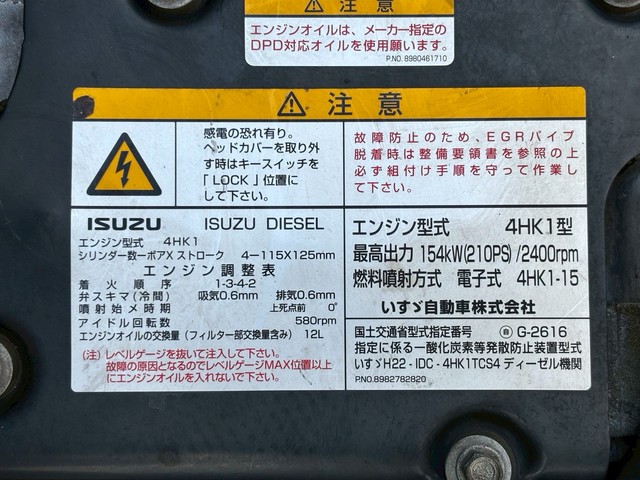 ⚠ 注意
エンジンオイルは、メーカー指定の
DPD対応オイルを使用願います。
P.NO. 8980461710
⚠ 注意
感電の恐れ有り。
ヘッドカバーを取り外
す時はキースイッチを
「LOCK」位置に
して下さい。
故障防止のため、EGRパイプ
脱着時は整備要領書を参照の上
必ず組付け手順を守って作業し
て下さい。
ISUZU ISUZU DIESEL
エンジン型式 4HK1
シリンダー数ーボアXストローク 4ー115X125mm
エンジン調整表
着火順序 1-3-4-2
弁スキマ(冷間) 吸気0.6mm 排気0.6mm
噴射始メ時期 上死点前 0°
アイドル回転数 580rpm
エンジンオイルの交換量(フィルター部交換量含み) 12L
(注)レベルゲージを抜いて注入して下さい。
故障の原因となるのでレベルゲージMAX位置以上
にエンジンオイルを入れないで下さい。
エンジン型式 4HK1型
最高出力 154kW(210PS)/2400rpm
燃料噴射方式 電子式 4HK1-15
いすゞ自動車株式会社
国土交通省型式指定番号 G-2616
指定に係る一酸化炭素等発散防止装置型式
いすゞH22-IDC-4HK1TCS4 ディーゼル機関
P.NO.8982782820